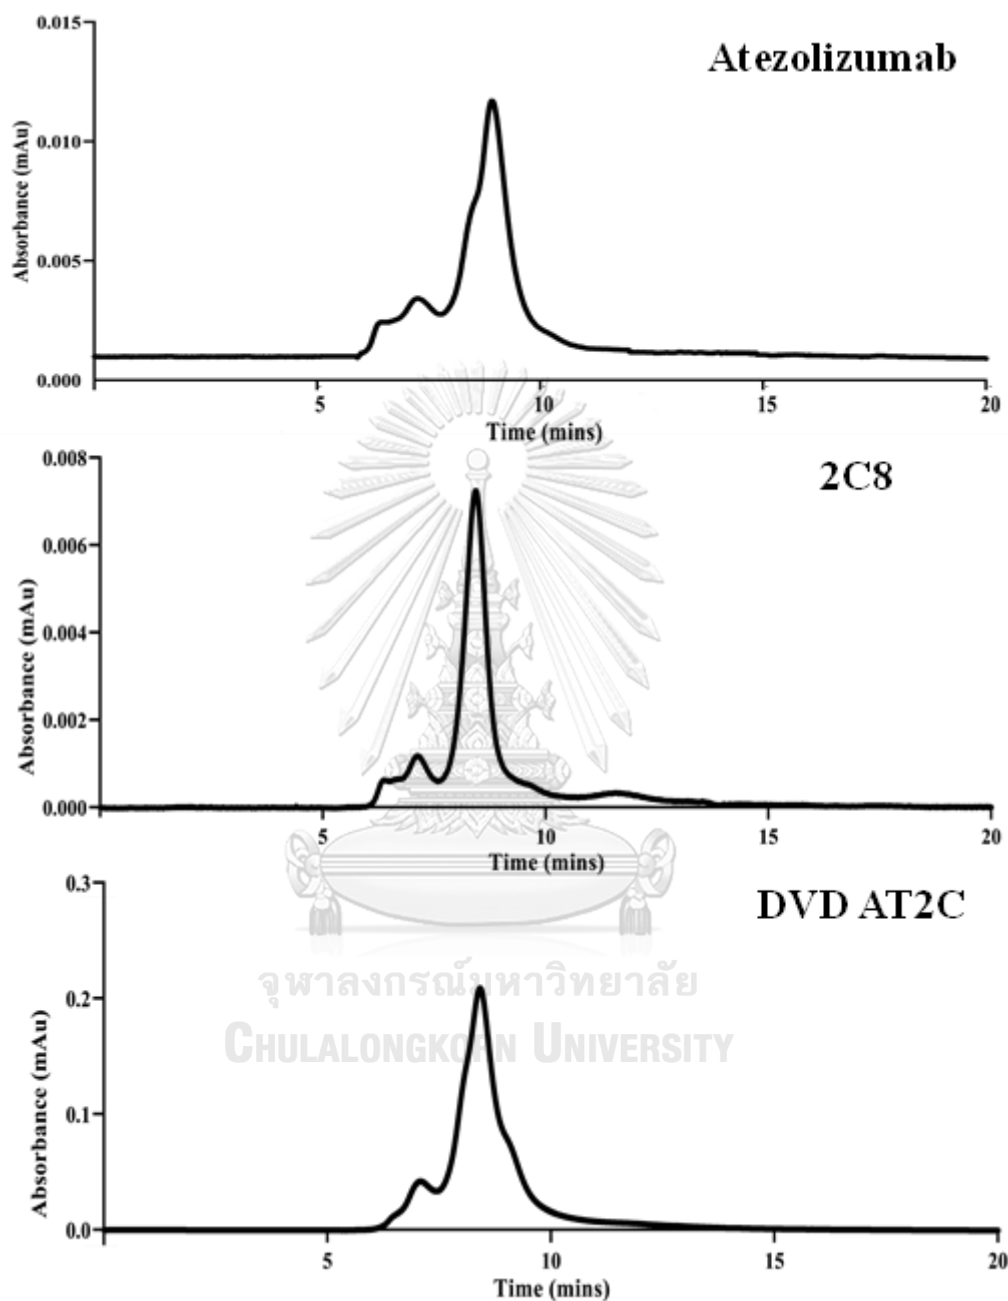 Atezolizumab
Absorbance (mAu)
0.015
0.010
0.005
0.000
5 10 15 20
Time (mins)
2C8
Absorbance (mAu)
0.008
0.006
0.004
0.002
0.000
5 10 15 20
Time (mins)
DVD AT2C
Absorbance (mAu)
0.3
0.2
0.1
0.0
5 10 15 20
Time (mins)
จุฬาลงกรณ์มหาวิทยาลัย
CHULALONGKORN UNIVERSITY